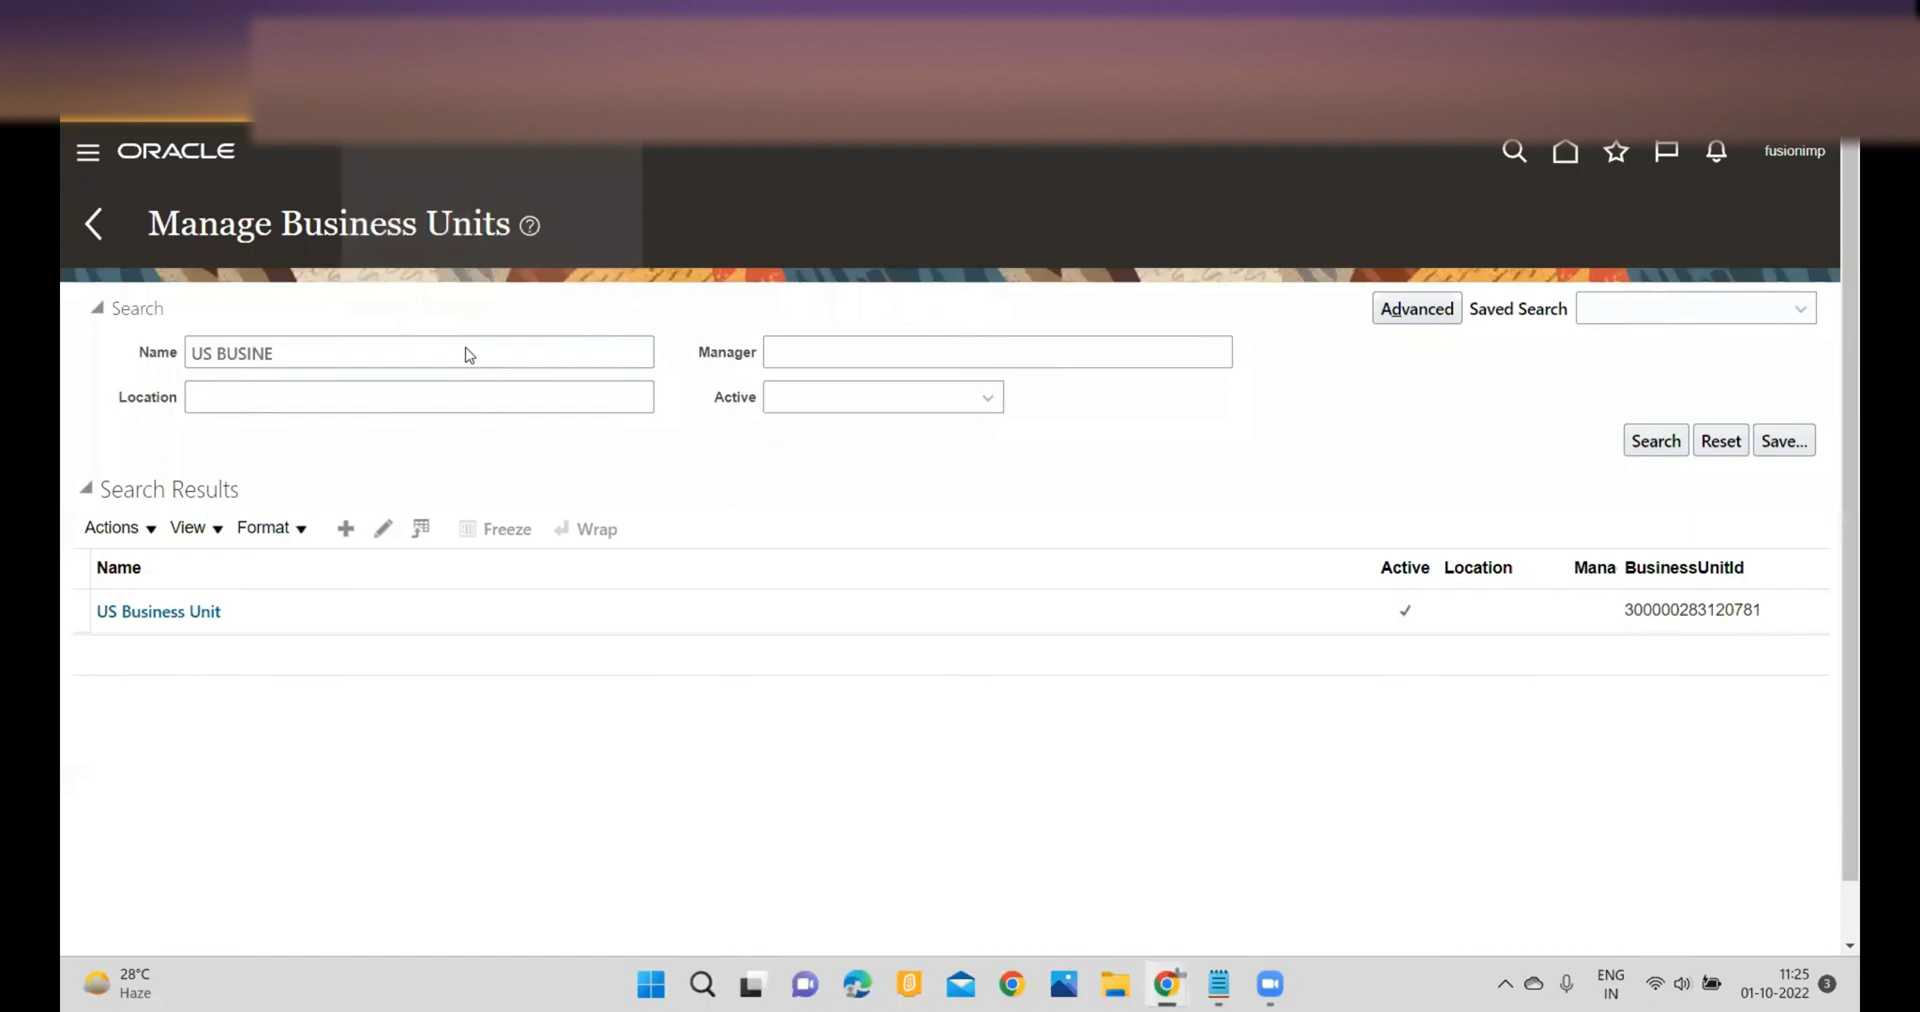 ORACLE
fusionimp
Manage Business Units ?
Search
Advanced Saved Search
Name US BUSINE Manager
Location Active
Search Reset Save...
Search Results
Actions View Format Freeze Wrap
Name Active Location Mana BusinessUnitId
US Business Unit 300000283120781
28°C
Haze
ENG
IN
11:25
01-10-2022
3